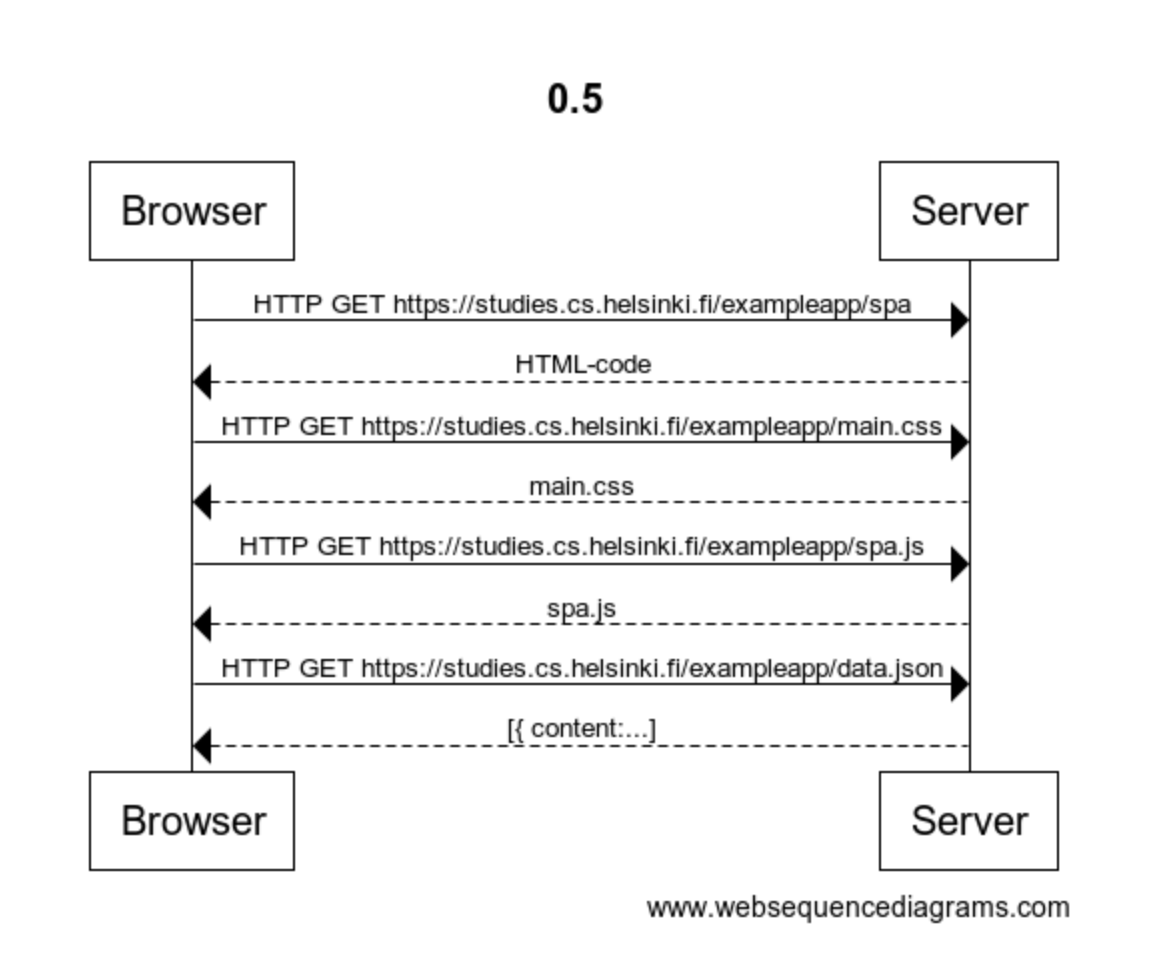 0.5
Browser
Server
HTTP GET https://studies.cs.helsinki.fi/exampleapp/spa
HTML-code
HTTP GET https://studies.cs.helsinki.fi/exampleapp/main.css
main.css
HTTP GET https://studies.cs.helsinki.fi/exampleapp/spa.js
spa.js
HTTP GET https://studies.cs.helsinki.fi/exampleapp/data.json
[{ content:...]
Browser
Server
www.websequencediagrams.com